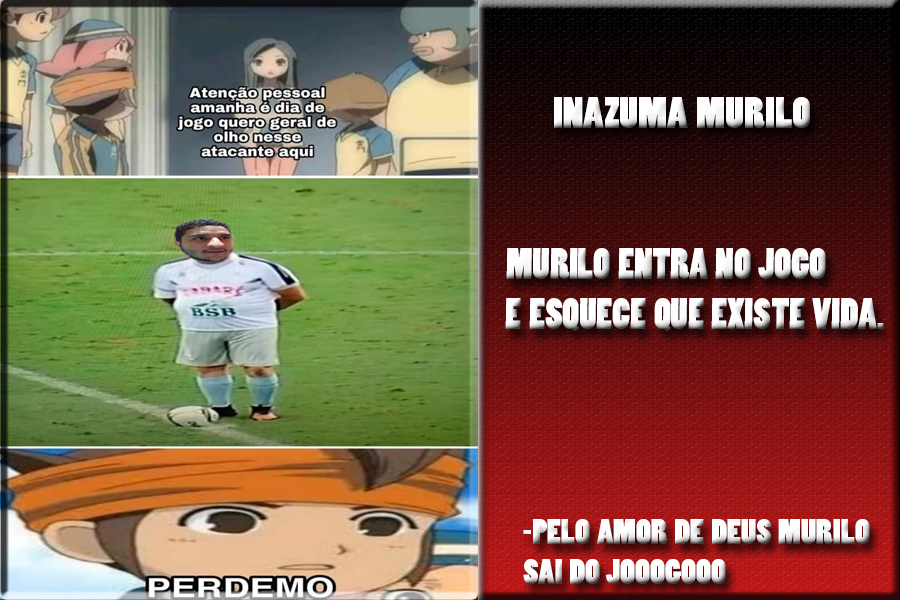 Atenção pessoal
amanha é dia de
jogo quero geral de
olho nesse
atacante aqui
BSB
PERDEMO
INAZUMA MURILO
MURILO ENTRA NO JOGO
E ESQUECE QUE EXISTE VIDA.
-PELO AMOR DE DEUS MURILO
SAI DO JOOOGOOO